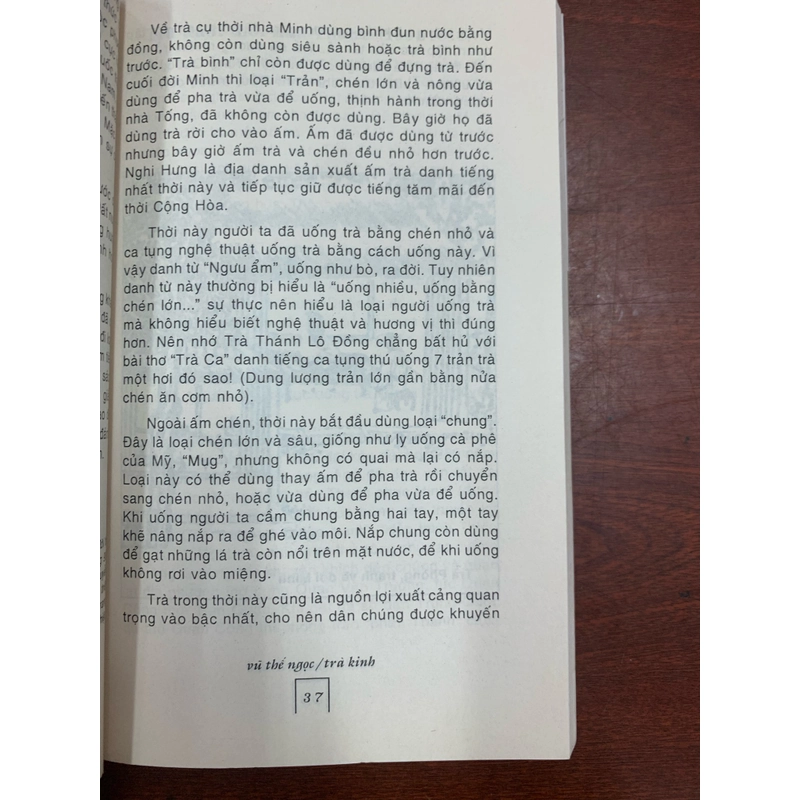 Về trà cụ thời nhà Minh dùng bình đun nước bằng
đồng, không còn dùng siêu sành hoặc trà bình như
trước. “Trà bình” chỉ còn được dùng để đựng trà. Đến
cuối đời Minh thì loại “Trản”, chén lớn và nông vừa
dùng để pha trà vừa để uống, thịnh hành trong thời
nhà Tống, đã không còn được dùng. Bây giờ họ đã
dùng trà rời cho vào ấm. Ấm đã được dùng từ trước
nhưng bây giờ ấm trà và chén đều nhỏ hơn trước.
Nghi Hưng là địa danh sản xuất ấm trà danh tiếng
nhất thời này và tiếp tục giữ được tiếng tăm mãi đến
thời Cộng Hòa.
Thời này người ta đã uống trà bằng chén nhỏ và
ca tụng nghệ thuật uống trà bằng cách uống này. Vì
vậy danh từ “Ngưu ẩm”, uống như bò, ra đời. Tuy nhiên
danh từ này thường bị hiểu là “uống nhiều, uống bằng
chén lớn...” sự thực nên hiểu là loại người uống trà
mà không hiểu biết nghệ thuật và hương vị thì đúng
hơn. Nên nhớ Trà Thánh Lô Đồng chẳng bất hủ với
bài thơ “Trà Ca” danh tiếng ca tụng thú uống 7 trản trà
một hơi đó sao! (Dung lượng trản lớn gần bằng nửa
chén ăn cơm nhỏ).
Ngoài ấm chén, thời này bắt đầu dùng loại “chung”.
Đây là loại chén lớn và sâu, giống như ly uống cà phê
của Mỹ, “Mug”, nhưng không có quai mà lại có nắp.
Loại này có thể dùng thay ấm để pha trà rồi chuyển
sang chén nhỏ, hoặc vừa dùng để pha vừa để uống.
Khi uống người ta cầm chung bằng hai tay, một tay
khẽ nâng nắp ra để ghé vào môi. Nắp chung còn dùng
để gạt những lá trà còn nổi trên mặt nước, để khi uống
không rơi vào miệng.
Trà trong thời này cũng là nguồn lợi xuất cảng quan
trọng vào bậc nhất, cho nên dân chúng được khuyến
vũ thế ngọc/trà kinh
37